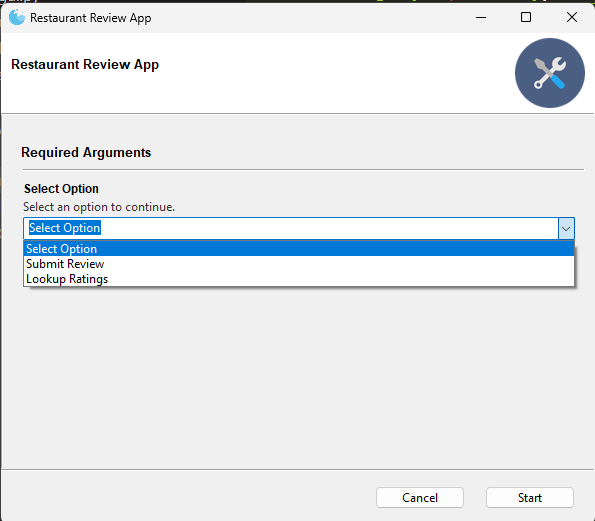 Restaurant Review App
Restaurant Review App
Required Arguments
Select Option
Select an option to continue.
Select Option
Select Option
Submit Review
Lookup Ratings
Cancel
Start